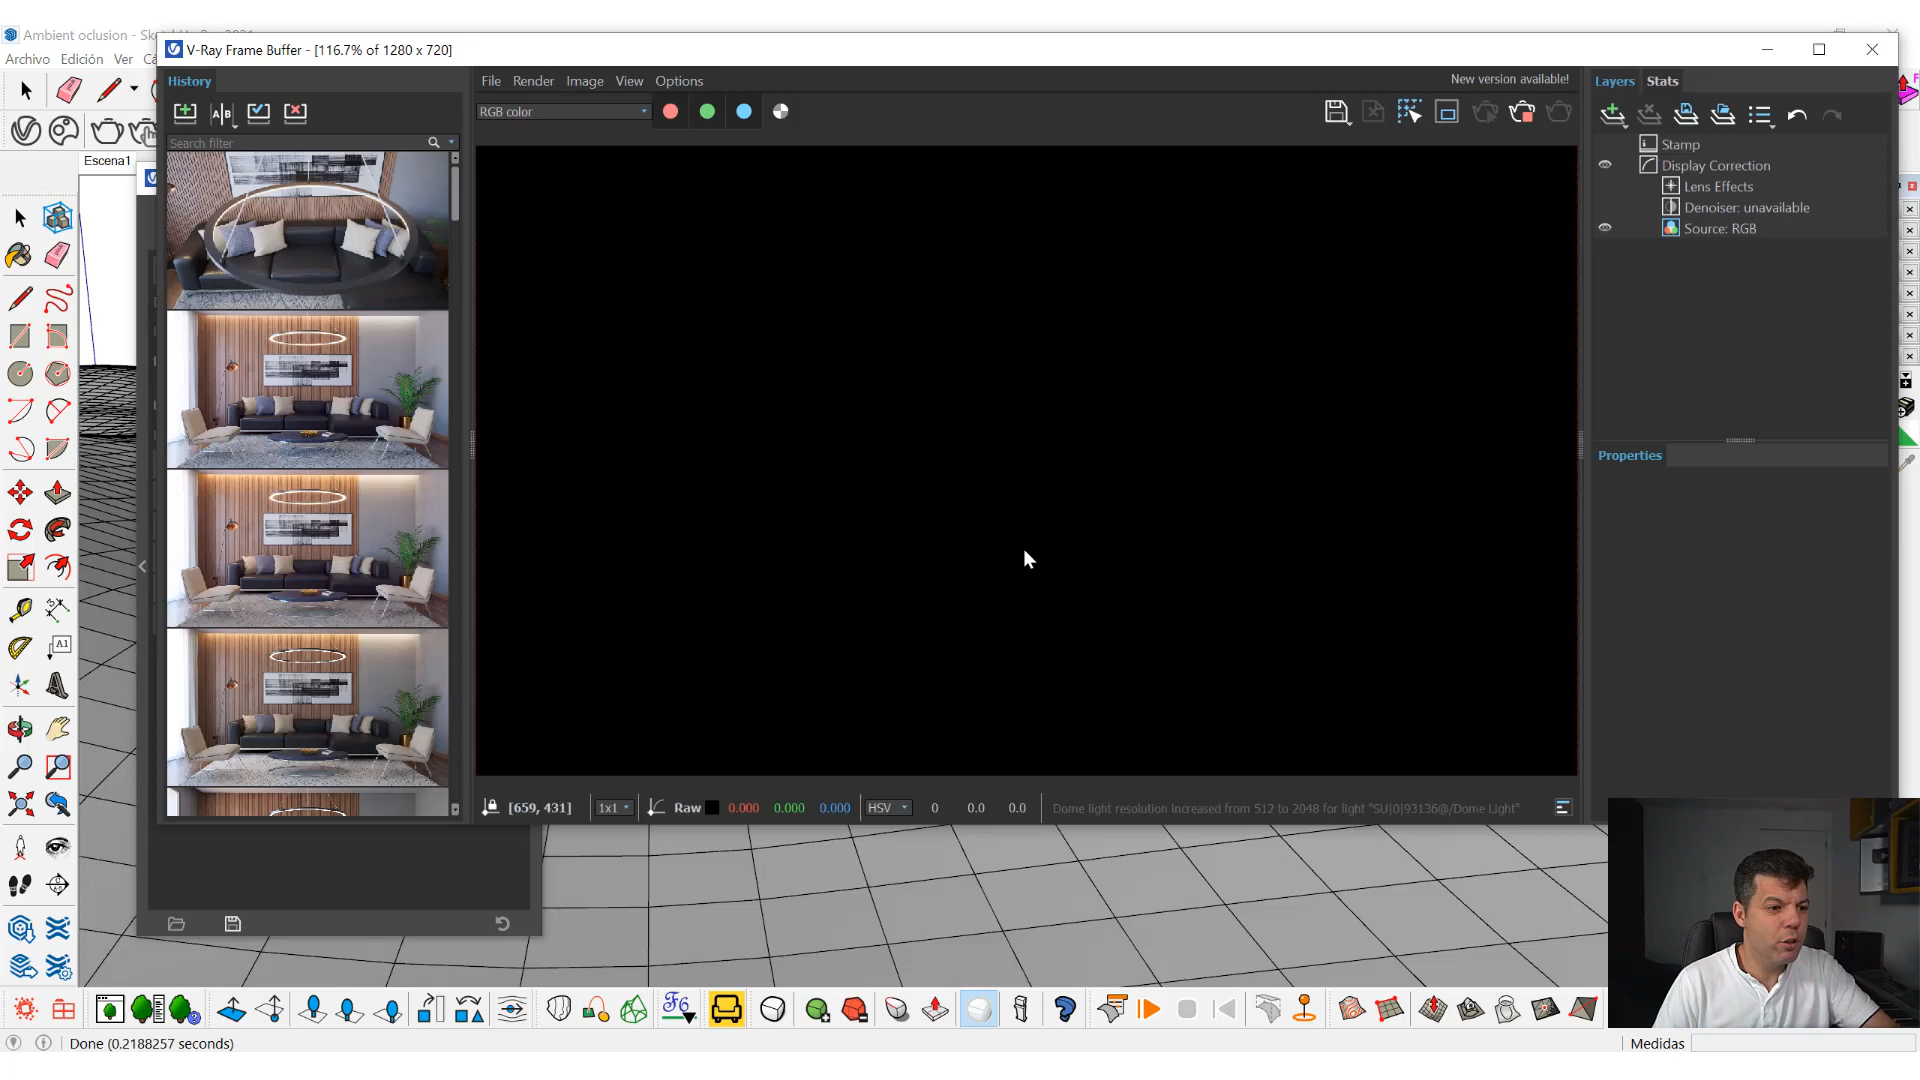 Ambient oclusion - Sk
V-Ray Frame Buffer - [116.7% of 1280 x 720]
Archivo Edición Ver
History
File Render Image View Options
New version available!
Layers Stats
A B
RGB color
Search filter
Stamp
Escena1
Display Correction
Lens Effects
Denoiser: unavailable
Source: RGB
Properties
A1
[659, 431] 1x1 Raw 0.000 0.000 0.000 HSV 0 0.0 0.0 Dome light resolution increased from 512 to 2048 for light "SU|0|93136@/Dome Light"
F6
Done (0.2188257 seconds)
Medidas